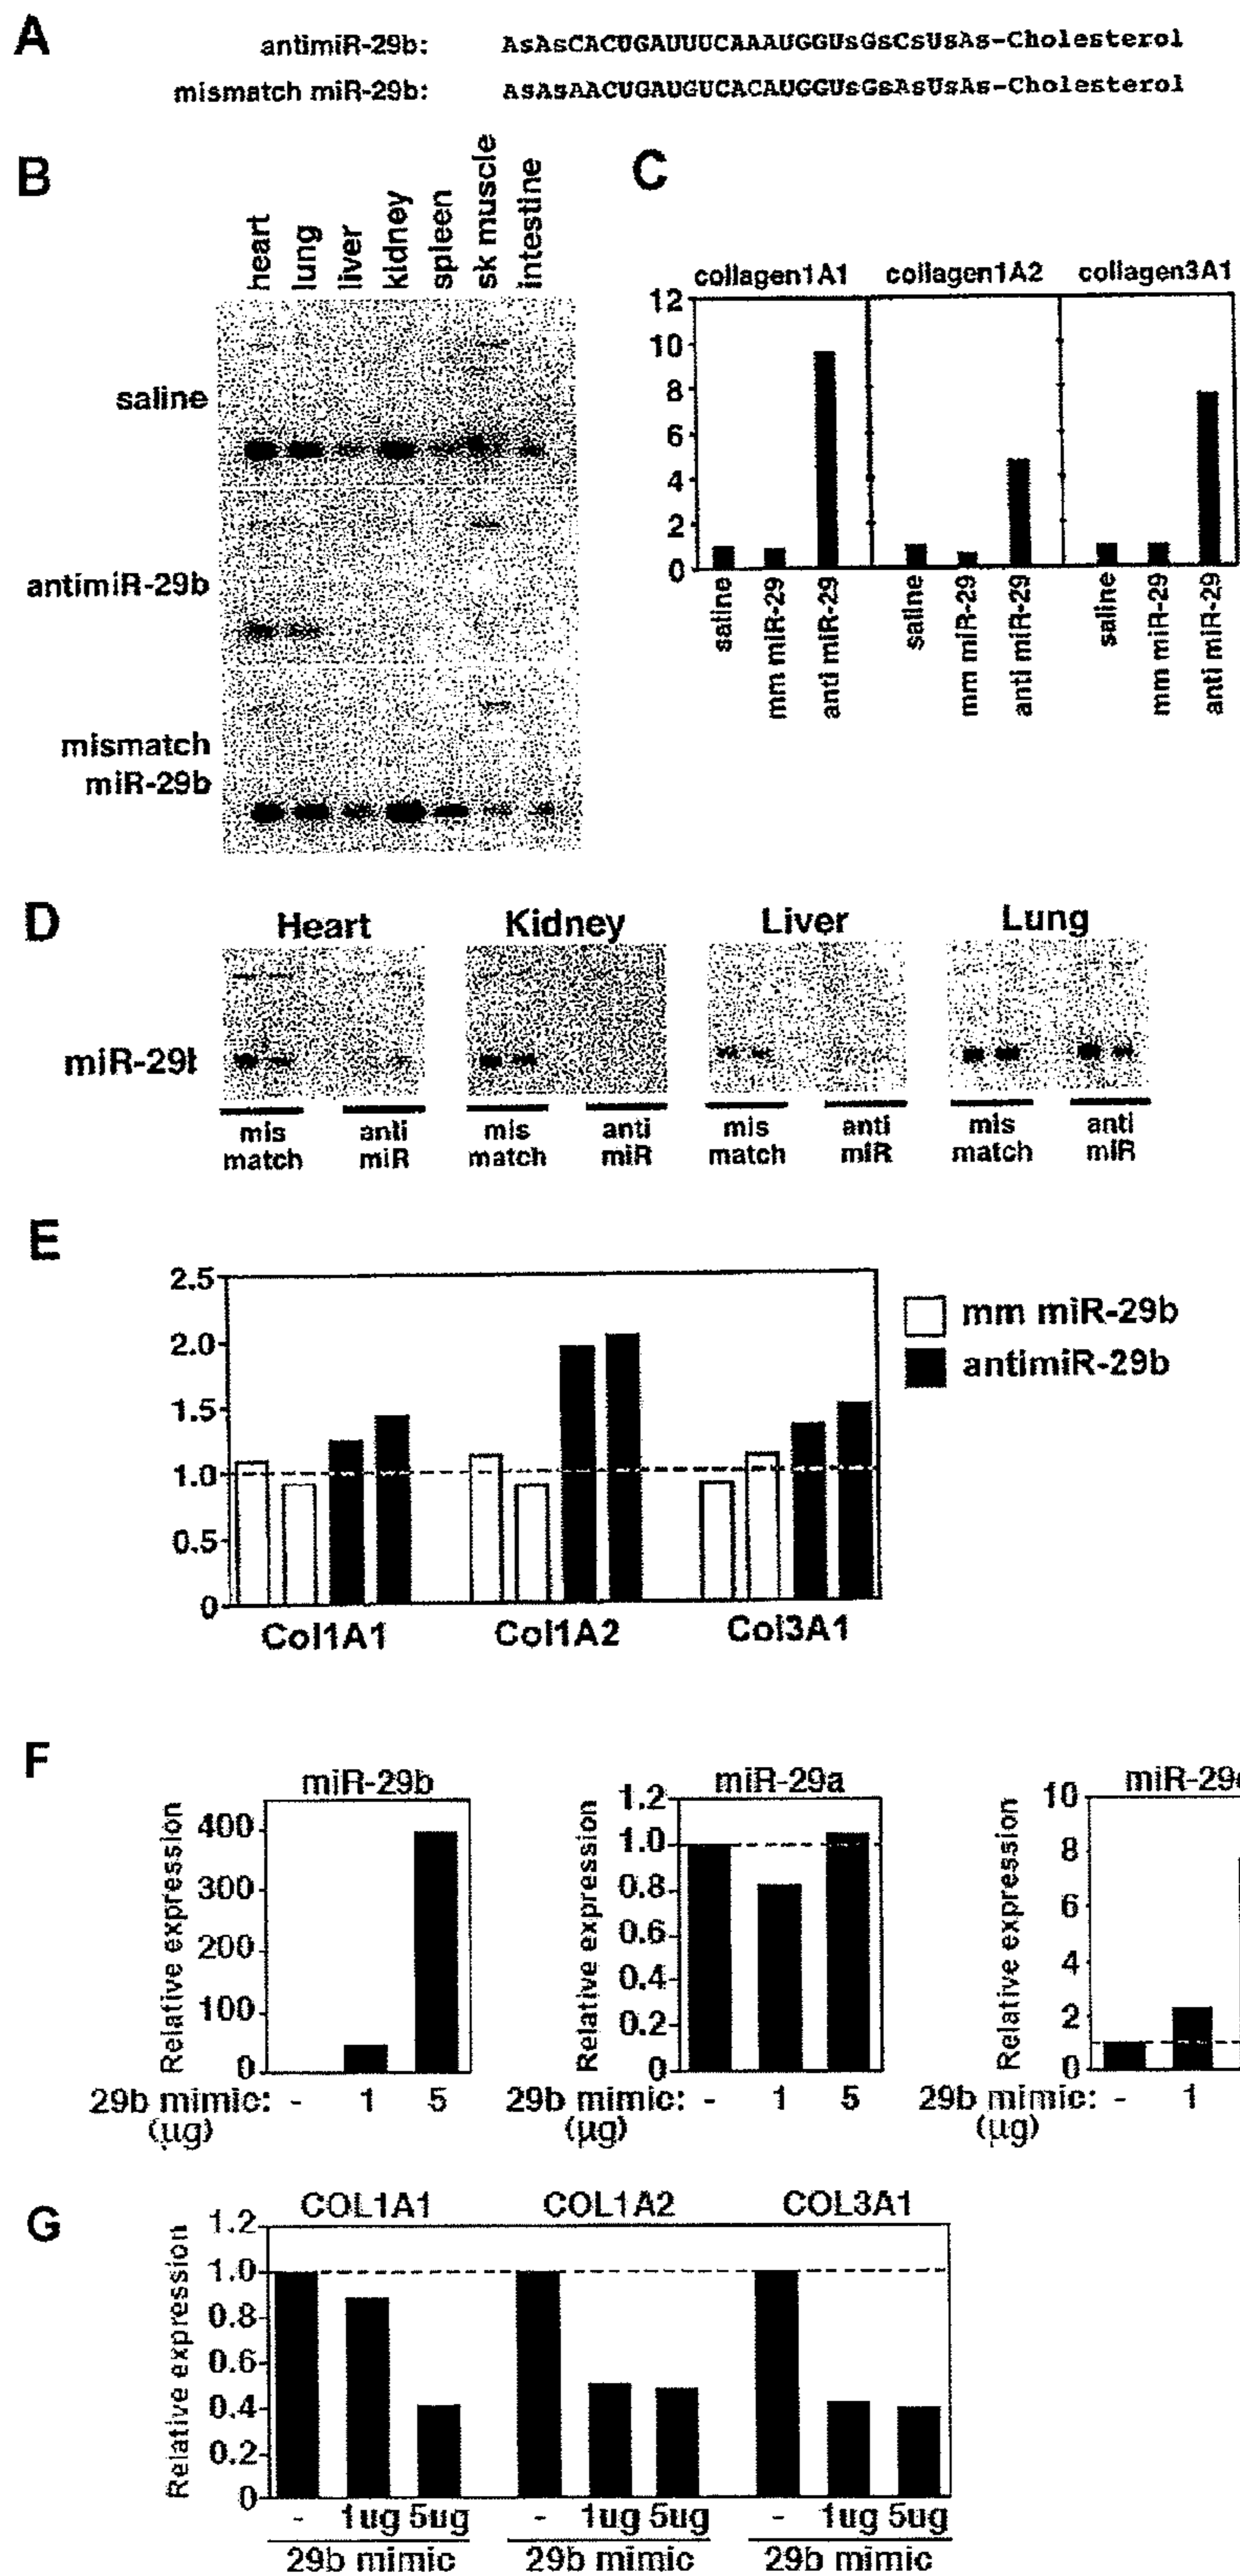 A
antimiR-29b: AsAsCACUGAUUUCAAAUGGUsGsCsUsAs-Cholesterol
mismatch miR-29b: AsAsAACUGAUGUCACAUGGUsGsAsUsAs-Cholesterol
B
heart lung liver kidney spleen sk muscle intestine
saline
antimiR-29b
mismatch
miR-29b
C
collagen1A1 collagen1A2 collagen3A1
12
10
8
6
4
2
0
saline mm miR-29 anti miR-29 saline mm miR-29 anti miR-29 saline mm miR-29 anti miR-29
D
Heart Kidney Liver Lung
miR-29
mis anti mis anti mis anti mis anti
match miR match miR match miR match miR
E
2.5
2.0
1.5
1.0
0.5
0
mm miR-29b
antimiR-29b
Col1A1 Col1A2 Col3A1
F
miR-29b
Relative expression
400
300
200
100
0
29b mimic: - 1 5
(µg)
miR-29a
Relative expression
1.2
1.0
0.8
0.6
0.4
0.2
0
29b mimic: - 1 5
(µg)
miR-29c
Relative expression
10
8
6
4
2
0
29b mimic: - 1
(µg)
G
COL1A1 COL1A2 COL3A1
Relative expression
1.2
1.0
0.8
0.6
0.4
0.2
0
- 1ug 5ug - 1ug 5ug - 1ug 5ug
29b mimic 29b mimic 29b mimic